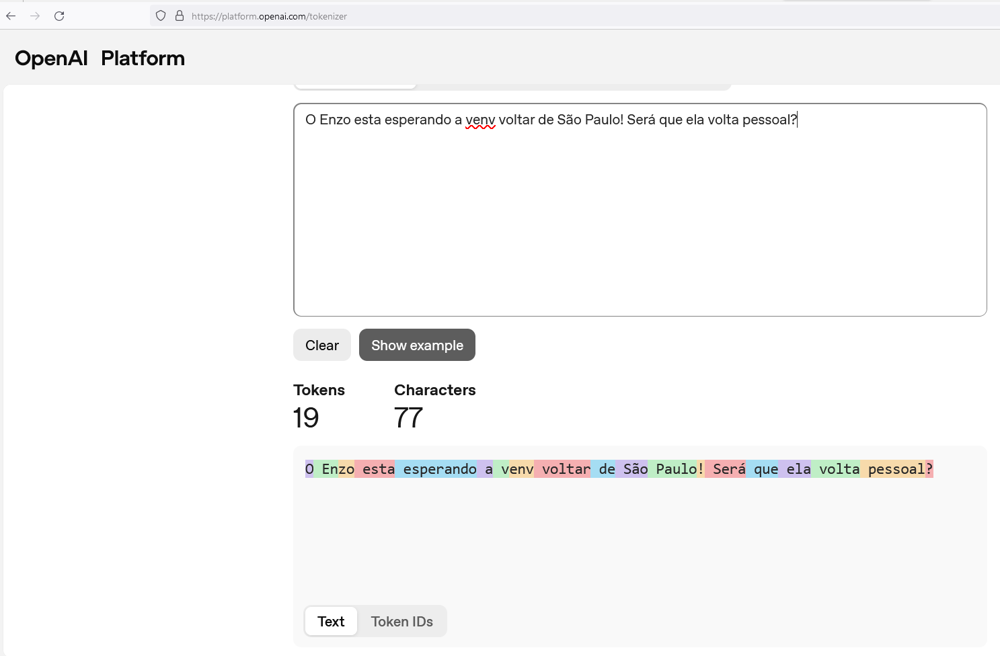 https://platform.openai.com/tokenizer
OpenAI Platform
O Enzo esta esperando a venv voltar de São Paulo! Será que ela volta pessoal?
Clear
Show example
Tokens
Characters
19
77
O Enzo esta esperando a venv voltar de São Paulo! Será que ela volta pessoal?
Text
Token IDs